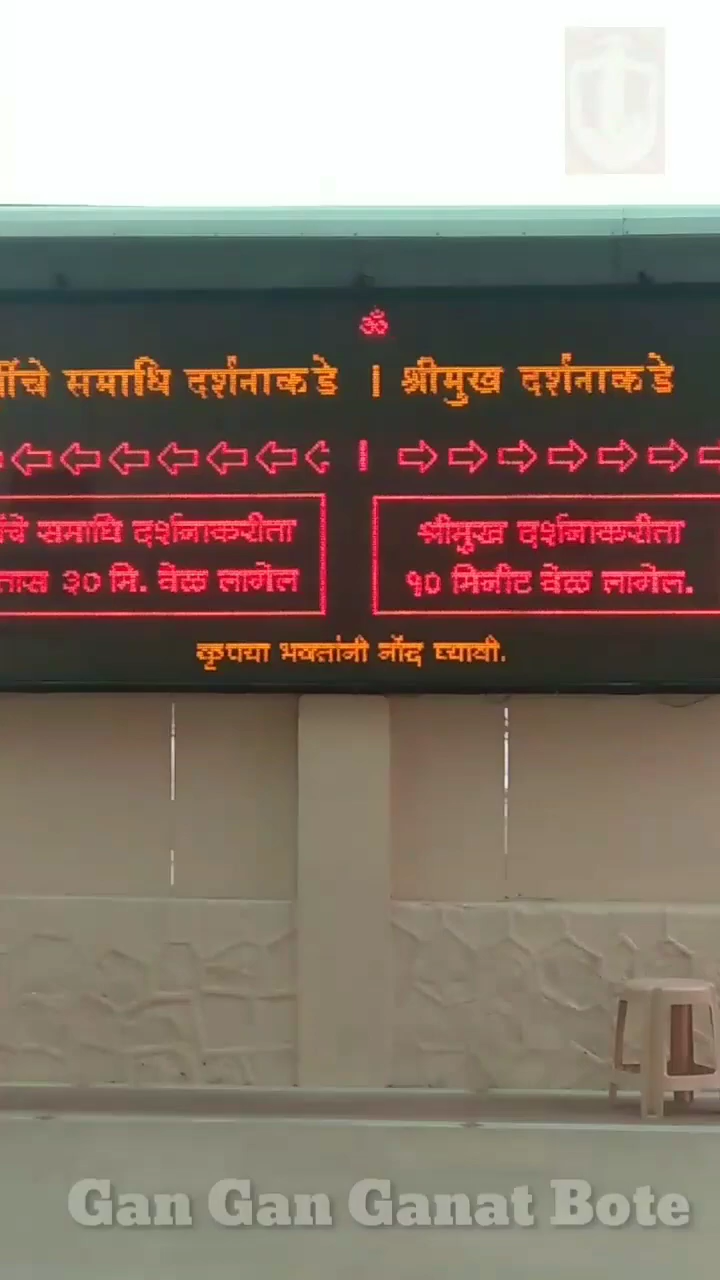 ॐ
समाधि दर्शनाकडे | श्रीमुख दर्शनाकडे
समाधि दर्शनाकरीता
३० मि. वेळ लागेल
श्रीमुख दर्शनाकरीता
१० मिनीट वेळ लागेल.
कृपया भक्तांनी नोंद घ्यावी.
Gan Gan Ganat Bote